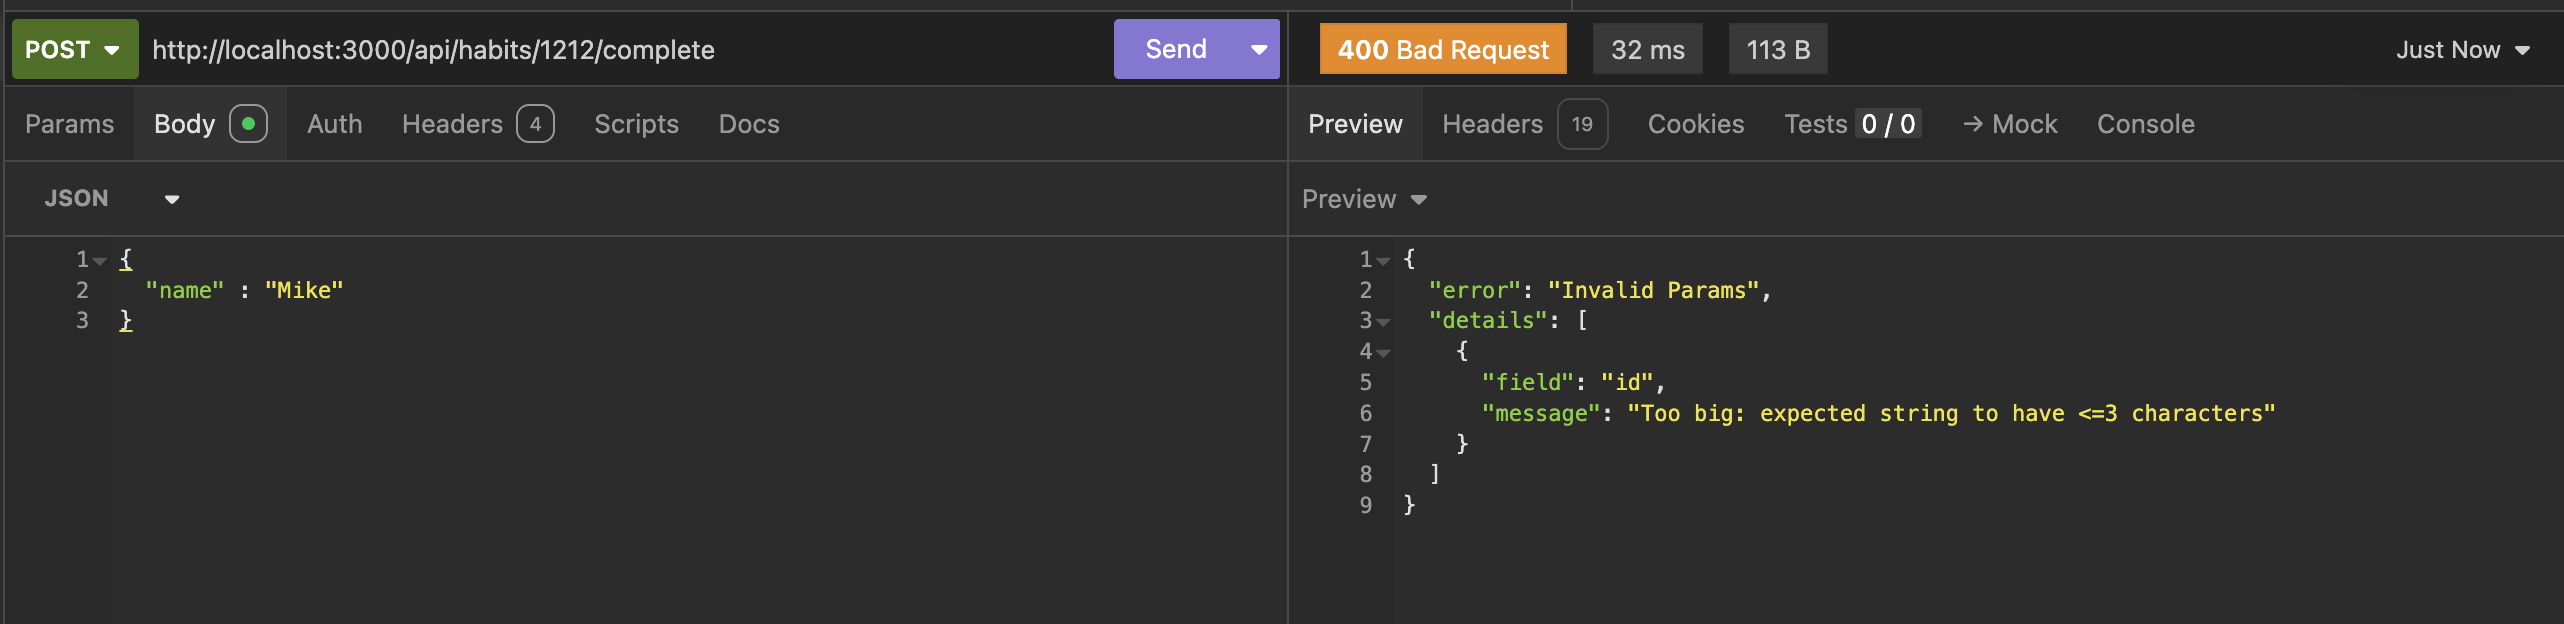 POST http://localhost:3000/api/habits/1212/complete Send 400 Bad Request 32 ms 113 B Just Now
Params Body Auth Headers 4 Scripts Docs
Preview Headers 19 Cookies Tests 0 / 0 → Mock Console
JSON
Preview
1 {
2 "name" : "Mike"
3 }
1 {
2 "error": "Invalid Params",
3 "details": [
4 {
5 "field": "id",
6 "message": "Too big: expected string to have <=3 characters"
7 }
8 ]
9 }